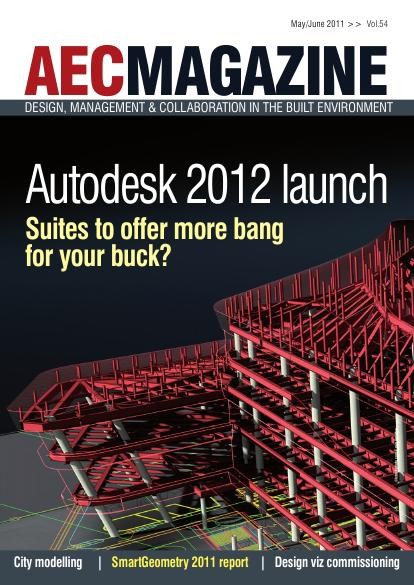 May/June 2011 >> Vol.54
AECMAGAZINE
DESIGN, MANAGEMENT & COLLABORATION IN THE BUILT ENVIRONMENT
Autodesk 2012 launch
Suites to offer more bang
for your buck?
City modelling | SmartGeometry 2011 report | Design viz commissioning